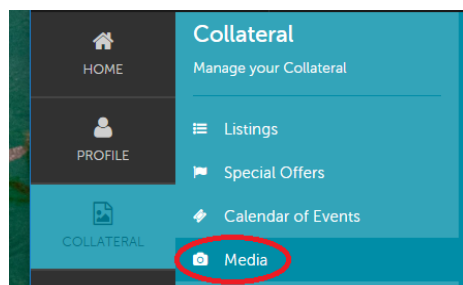 HOME
PROFILE
COLLATERAL
Collateral
Manage your Collateral
Listings
Special Offers
Calendar of Events
Media